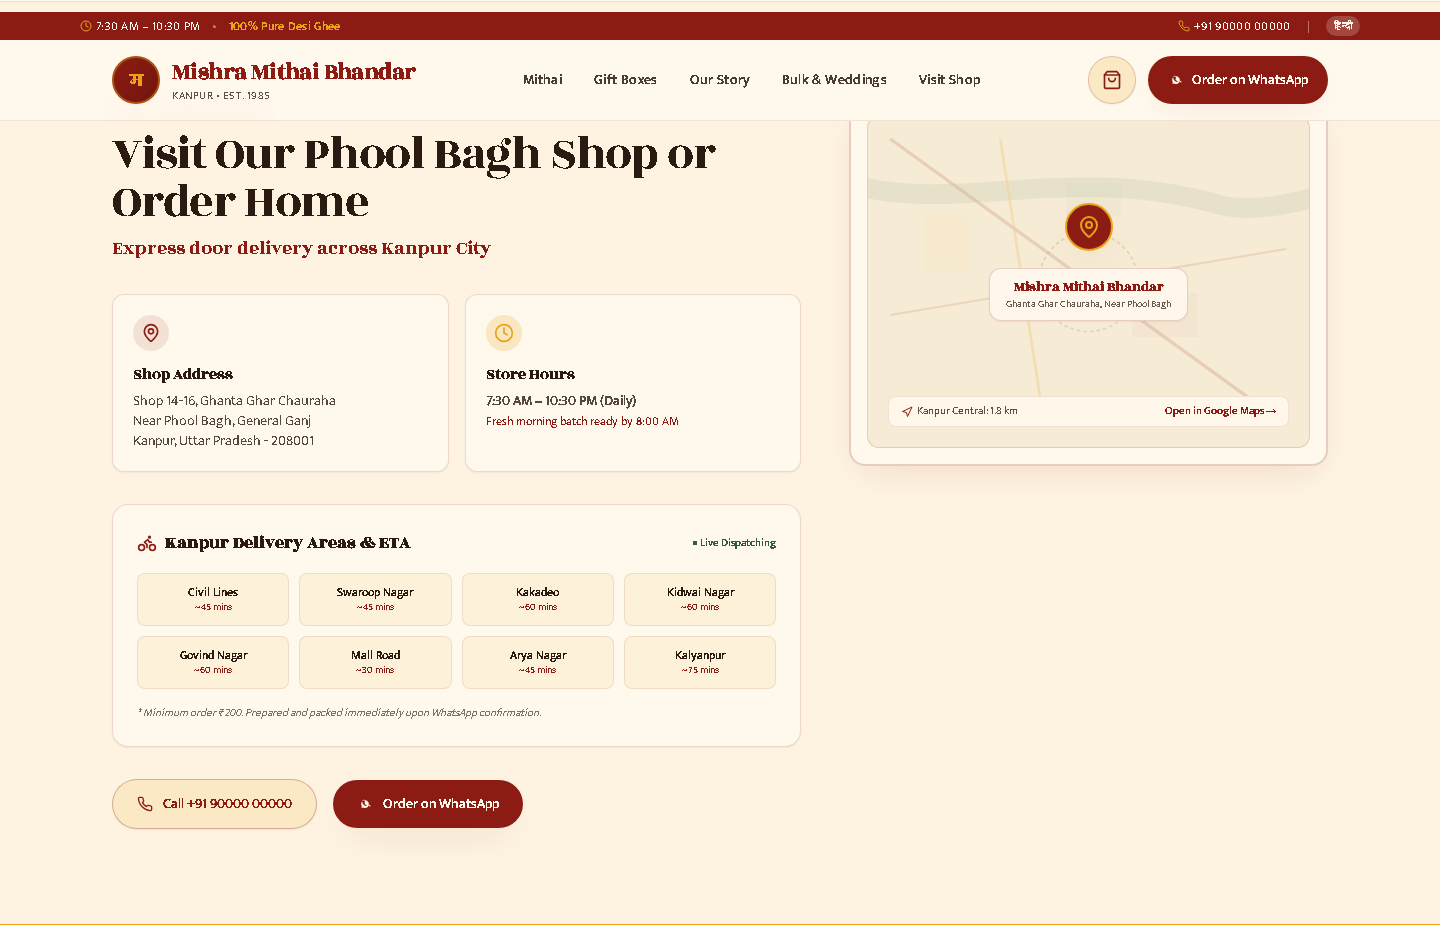 7:30 AM – 10:30 PM • 100% Pure Desi Ghee
+91 90000 00000 | हिन्दी
म
Mishra Mithai Bhandar
KANPUR • EST. 1985
Mithai
Gift Boxes
Our Story
Bulk & Weddings
Visit Shop
Order on WhatsApp
Visit Our Phool Bagh Shop or
Order Home
Express door delivery across Kanpur City
Shop Address
Shop 14-16, Ghanta Ghar Chauraha
Near Phool Bagh, General Ganj
Kanpur, Uttar Pradesh - 208001
Store Hours
7:30 AM – 10:30 PM (Daily)
Fresh morning batch ready by 8:00 AM
Mishra Mithai Bhandar
Ghanta Ghar Chauraha, Near Phool Bagh
Kanpur Central: 1.8 km
Open in Google Maps →
Kanpur Delivery Areas & ETA
Live Dispatching
Civil Lines
~45 mins
Swaroop Nagar
~45 mins
Kakadeo
~60 mins
Kidwai Nagar
~60 mins
Govind Nagar
~60 mins
Mall Road
~30 mins
Arya Nagar
~45 mins
Kalyanpur
~75 mins
* Minimum order ₹200. Prepared and packed immediately upon WhatsApp confirmation.
Call +91 90000 00000
Order on WhatsApp